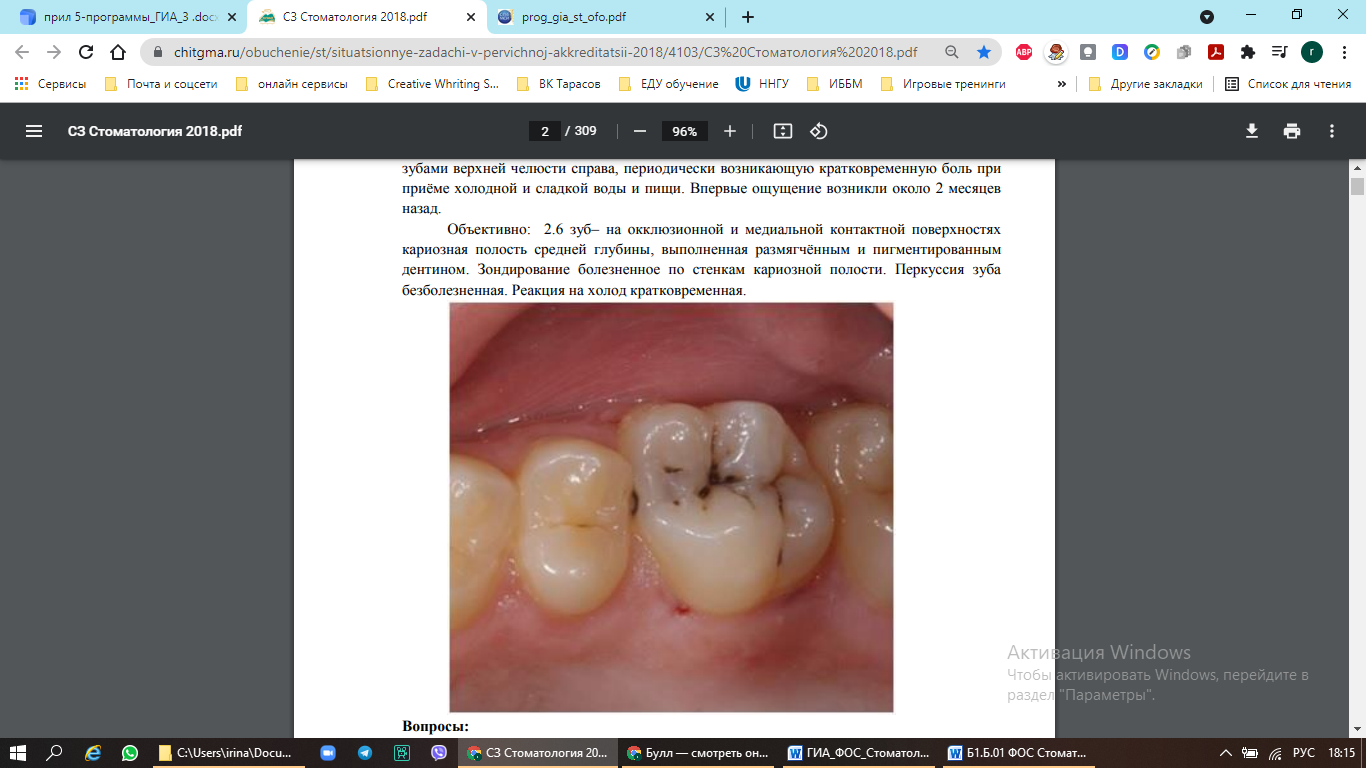 прил 5-программы_ГИА_3 .docx
СЗ Стоматология 2018.pdf
prog_gia_st_ofo.pdf
chitgma.ru/obuchenie/st/situatsionnye-zadachi-v-pervichnoj-akkreditatsii-2018/4103/СЗ%20Стоматология%202018.pdf
ABP
D
r
Сервисы
Почта и соцсети
онлайн сервисы
Creative Whriting S...
ВК Тарасов
ЕДУ обучение
ННГУ
ИББМ
Игровые тренинги
»
Другие закладки
Список для чтения
СЗ Стоматология 2018.pdf
2 / 309
96%
зубами верхней челюсти справа, периодически возникающую кратковременную боль при
приёме холодной и сладкой воды и пищи. Впервые ощущение возникли около 2 месяцев
назад.
Объективно: 2.6 зуб– на окклюзионной и медиальной контактной поверхностях
кариозная полость средней глубины, выполненная размягчённым и пигментированным
дентином. Зондирование болезненное по стенкам кариозной полости. Перкуссия зуба
безболезненная. Реакция на холод кратковременная.
Вопросы:
Активация Windows
Чтобы активировать Windows, перейдите в
раздел "Параметры".
C:\Users\irina\Docu...
СЗ Стоматология 20...
Булл — смотреть он...
ГИА_ФОС_Стоматол...
Б1.Б.01 ФОС Стомат...
РУС
18:15